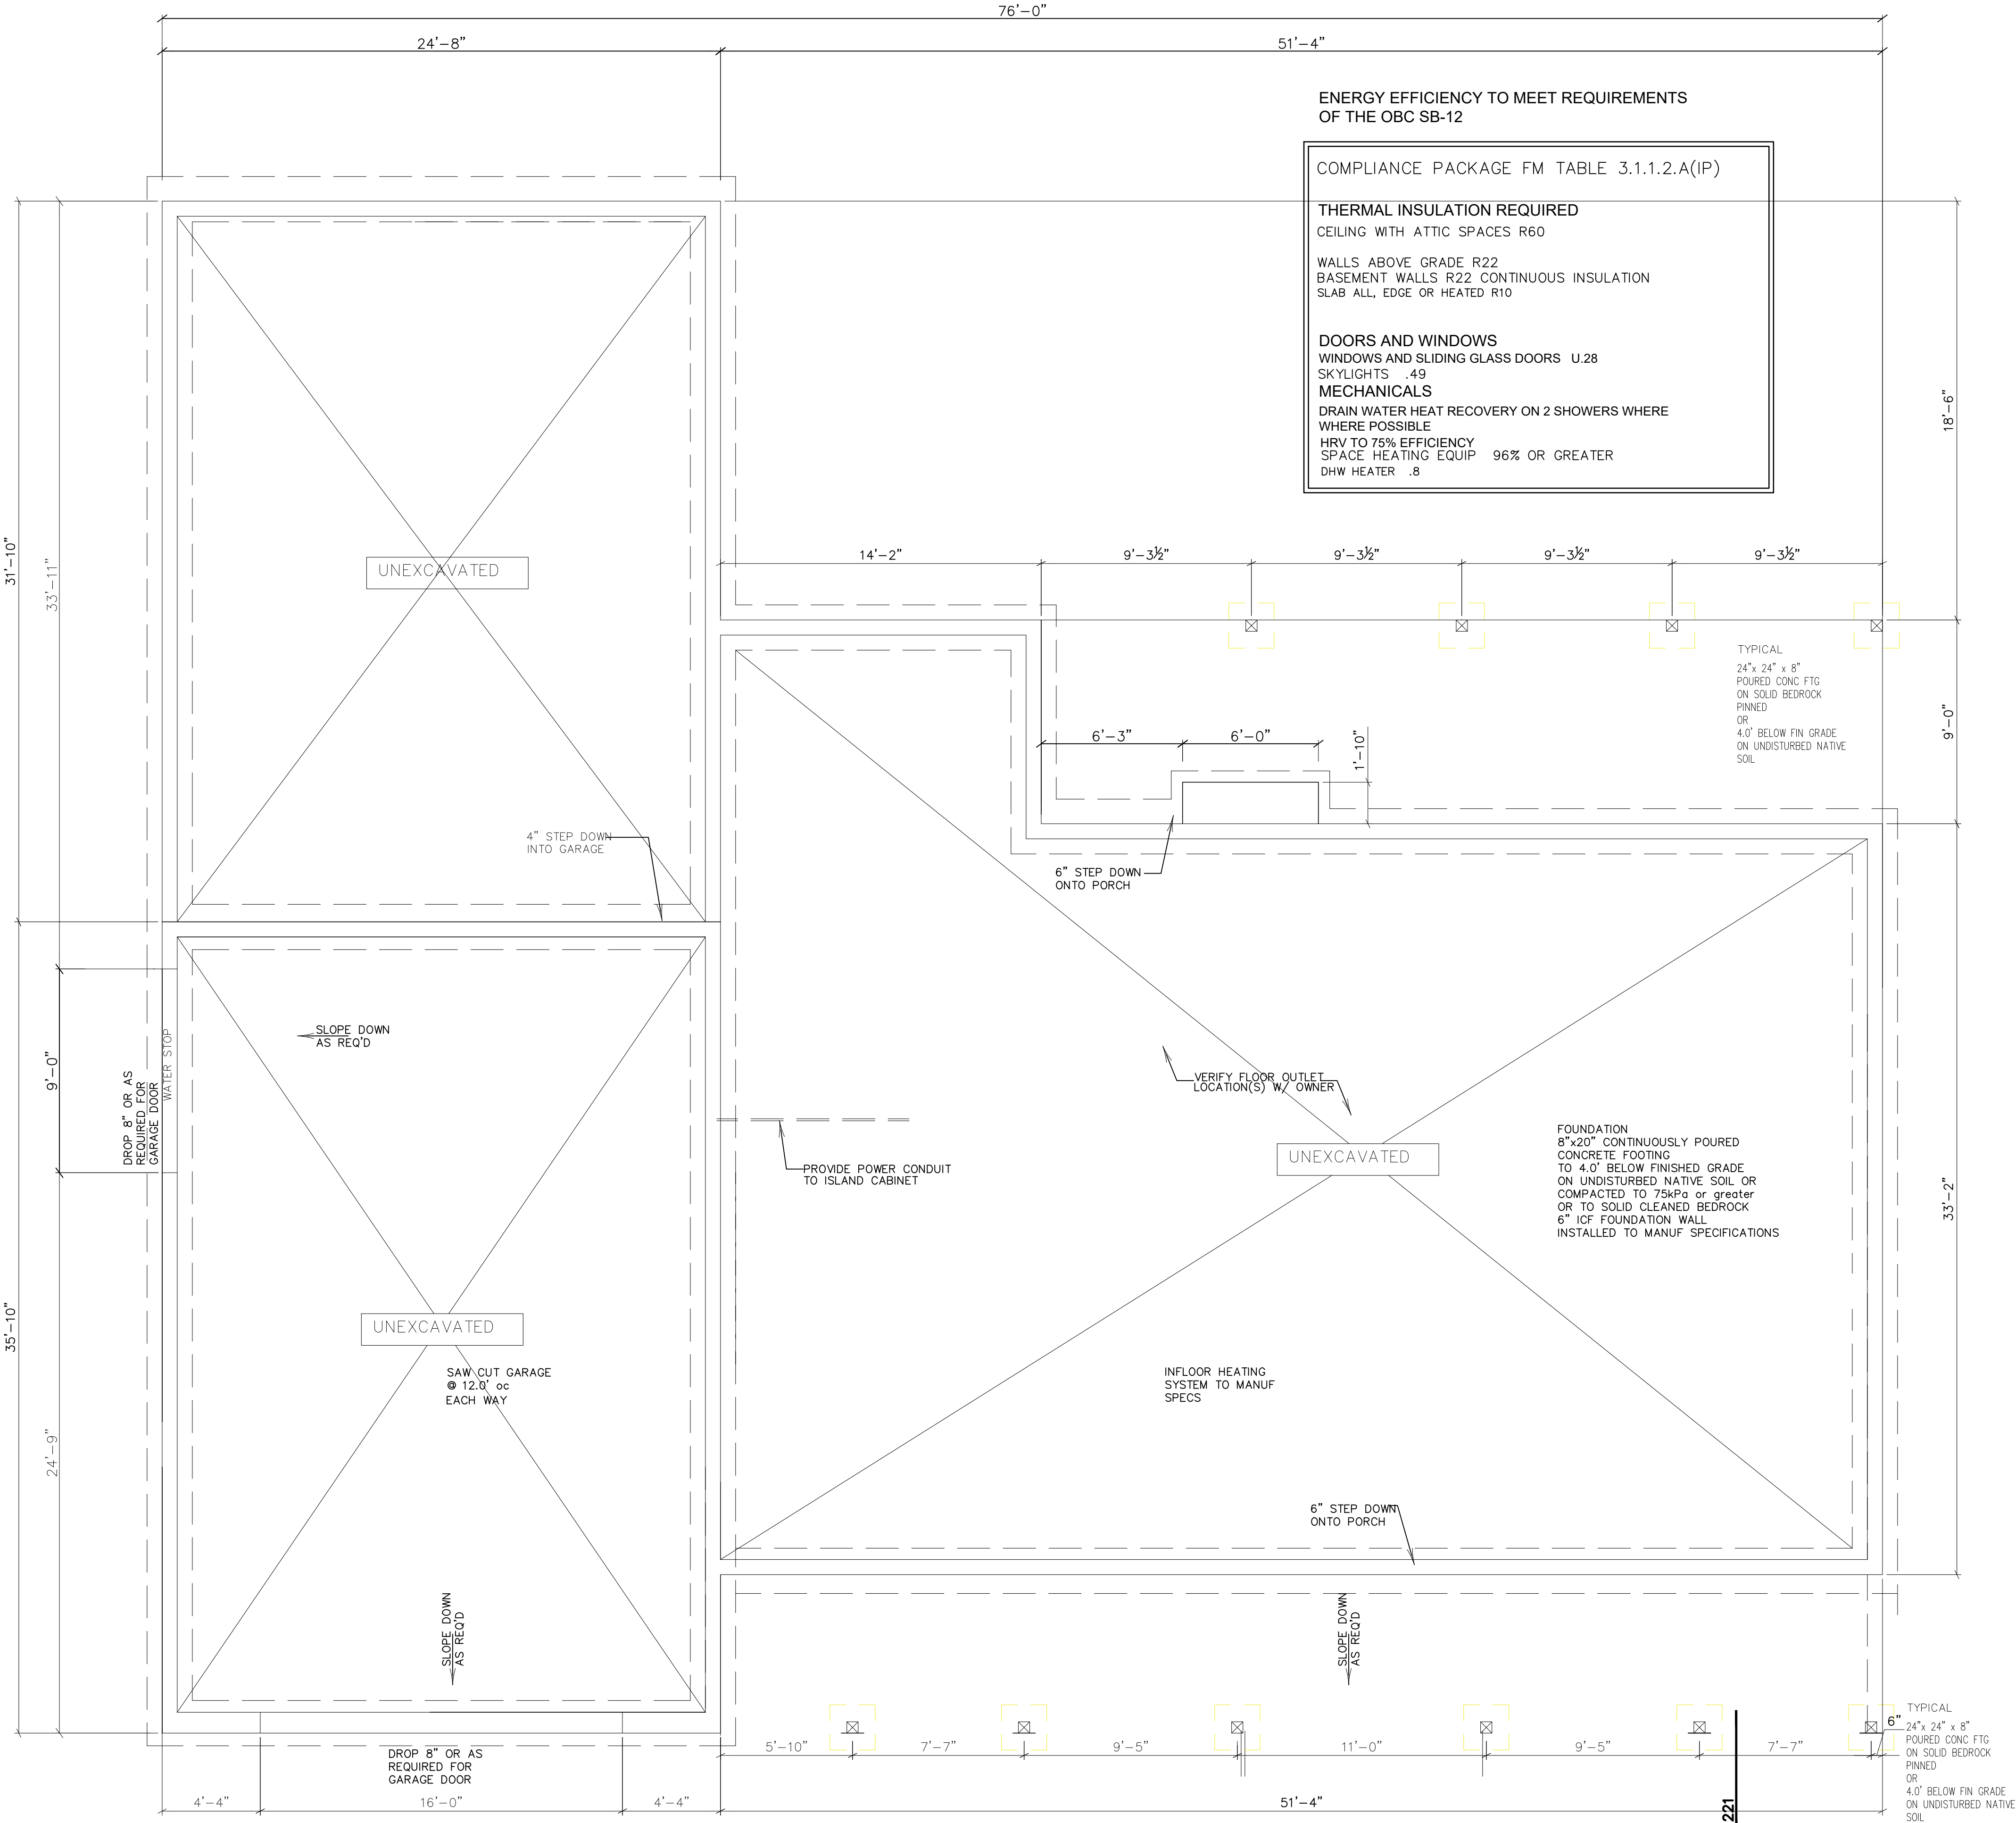 76'-0"
24'-8"
51'-4"
ENERGY EFFICIENCY TO MEET REQUIREMENTS
OF THE OBC SB-12
COMPLIANCE PACKAGE FM TABLE 3.1.1.2.A(IP)
THERMAL INSULATION REQUIRED
CEILING WITH ATTIC SPACES R60
WALLS ABOVE GRADE R22
BASEMENT WALLS R22 CONTINUOUS INSULATION
SLAB ALL, EDGE OR HEATED R10
DOORS AND WINDOWS
WINDOWS AND SLIDING GLASS DOORS U.28
SKYLIGHTS .49
MECHANICALS
DRAIN WATER HEAT RECOVERY ON 2 SHOWERS WHERE
WHERE POSSIBLE
HRV TO 75% EFFICIENCY
SPACE HEATING EQUIP 96% OR GREATER
DHW HEATER .8
18'-6"
31'-10"
33'-11"
UNEXCAVATED
14'-2"
9'-3½"
9'-3½"
9'-3½"
9'-3½"
TYPICAL
24"x 24" x 8"
POURED CONC FTG
ON SOLID BEDROCK
PINNED
OR
4.0' BELOW FIN GRADE
ON UNDISTURBED NATIVE
SOIL
9'-0"
6'-3"
6'-0"
1'-10"
4" STEP DOWN
INTO GARAGE
6" STEP DOWN
ONTO PORCH
SLOPE DOWN
AS REQ'D
WATER STOP
9'-0"
DROP 8" OR AS
REQUIRED FOR
GARAGE DOOR
VERIFY FLOOR OUTLET
LOCATION(S) W/ OWNER
UNEXCAVATED
PROVIDE POWER CONDUIT
TO ISLAND CABINET
FOUNDATION
8"x20" CONTINUOUSLY POURED
CONCRETE FOOTING
TO 4.0' BELOW FINISHED GRADE
ON UNDISTURBED NATIVE SOIL OR
COMPACTED TO 75kPa or greater
OR TO SOLID CLEANED BEDROCK
6" ICF FOUNDATION WALL
INSTALLED TO MANUF SPECIFICATIONS
33'-2"
35'-10"
UNEXCAVATED
SAW CUT GARAGE
@ 12.0' oc
EACH WAY
INFLOOR HEATING
SYSTEM TO MANUF
SPECS
24'-9"
6" STEP DOWN
ONTO PORCH
SLOPE DOWN
AS REQ'D
SLOPE DOWN
AS REQ'D
DROP 8" OR AS
REQUIRED FOR
GARAGE DOOR
5'-10"
7'-7"
9'-5"
11'-0"
9'-5"
7'-7"
6"
TYPICAL
24"x 24" x 8"
POURED CONC FTG
ON SOLID BEDROCK
PINNED
OR
4.0' BELOW FIN GRADE
ON UNDISTURBED NATIVE
SOIL
4'-4"
16'-0"
4'-4"
51'-4"
221